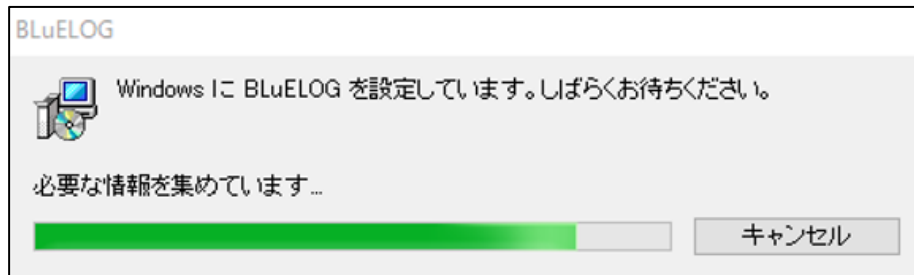 BLuELOG
Windows に BLuELOG を設定しています。しばらくお待ちください。
必要な情報を集めています...
キャンセル